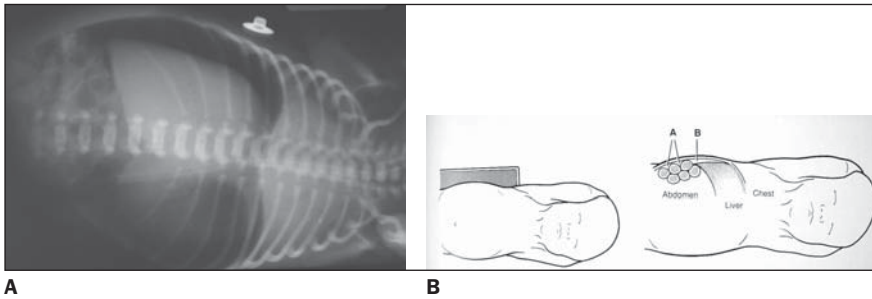 A B
Abdomen
Liver
Chest
A
B